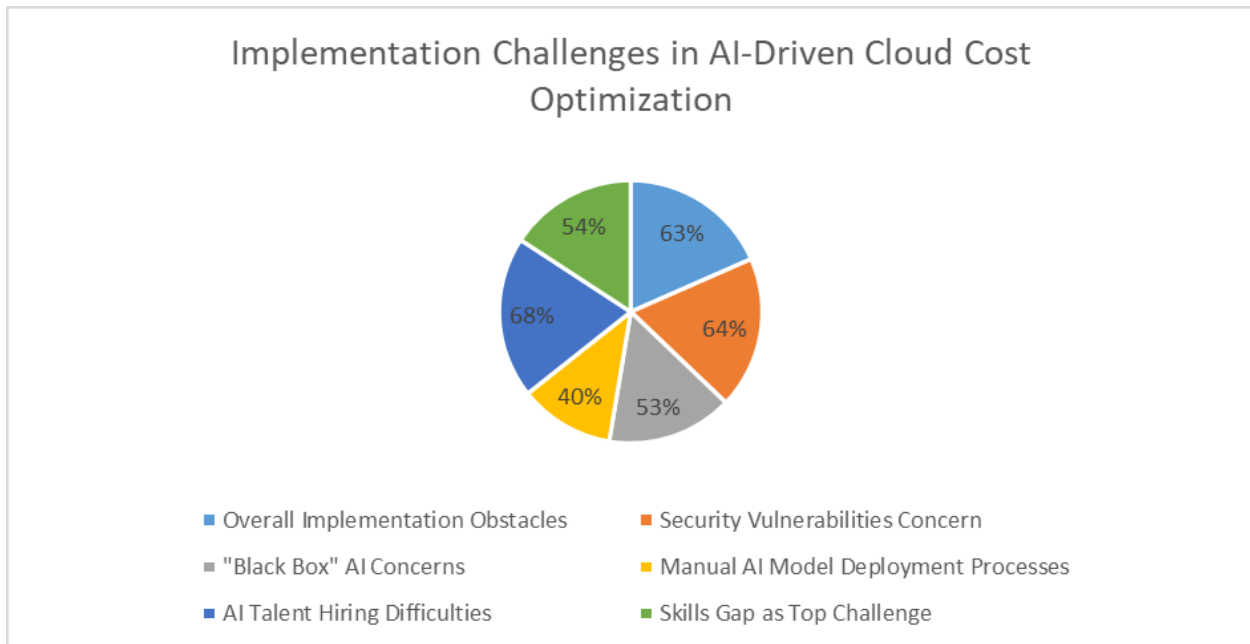 Implementation Challenges in AI-Driven Cloud Cost
Optimization
54%
63%
68%
64%
40%
53%
Overall Implementation Obstacles
Security Vulnerabilities Concern
"Black Box" AI Concerns
Manual AI Model Deployment Processes
AI Talent Hiring Difficulties
Skills Gap as Top Challenge